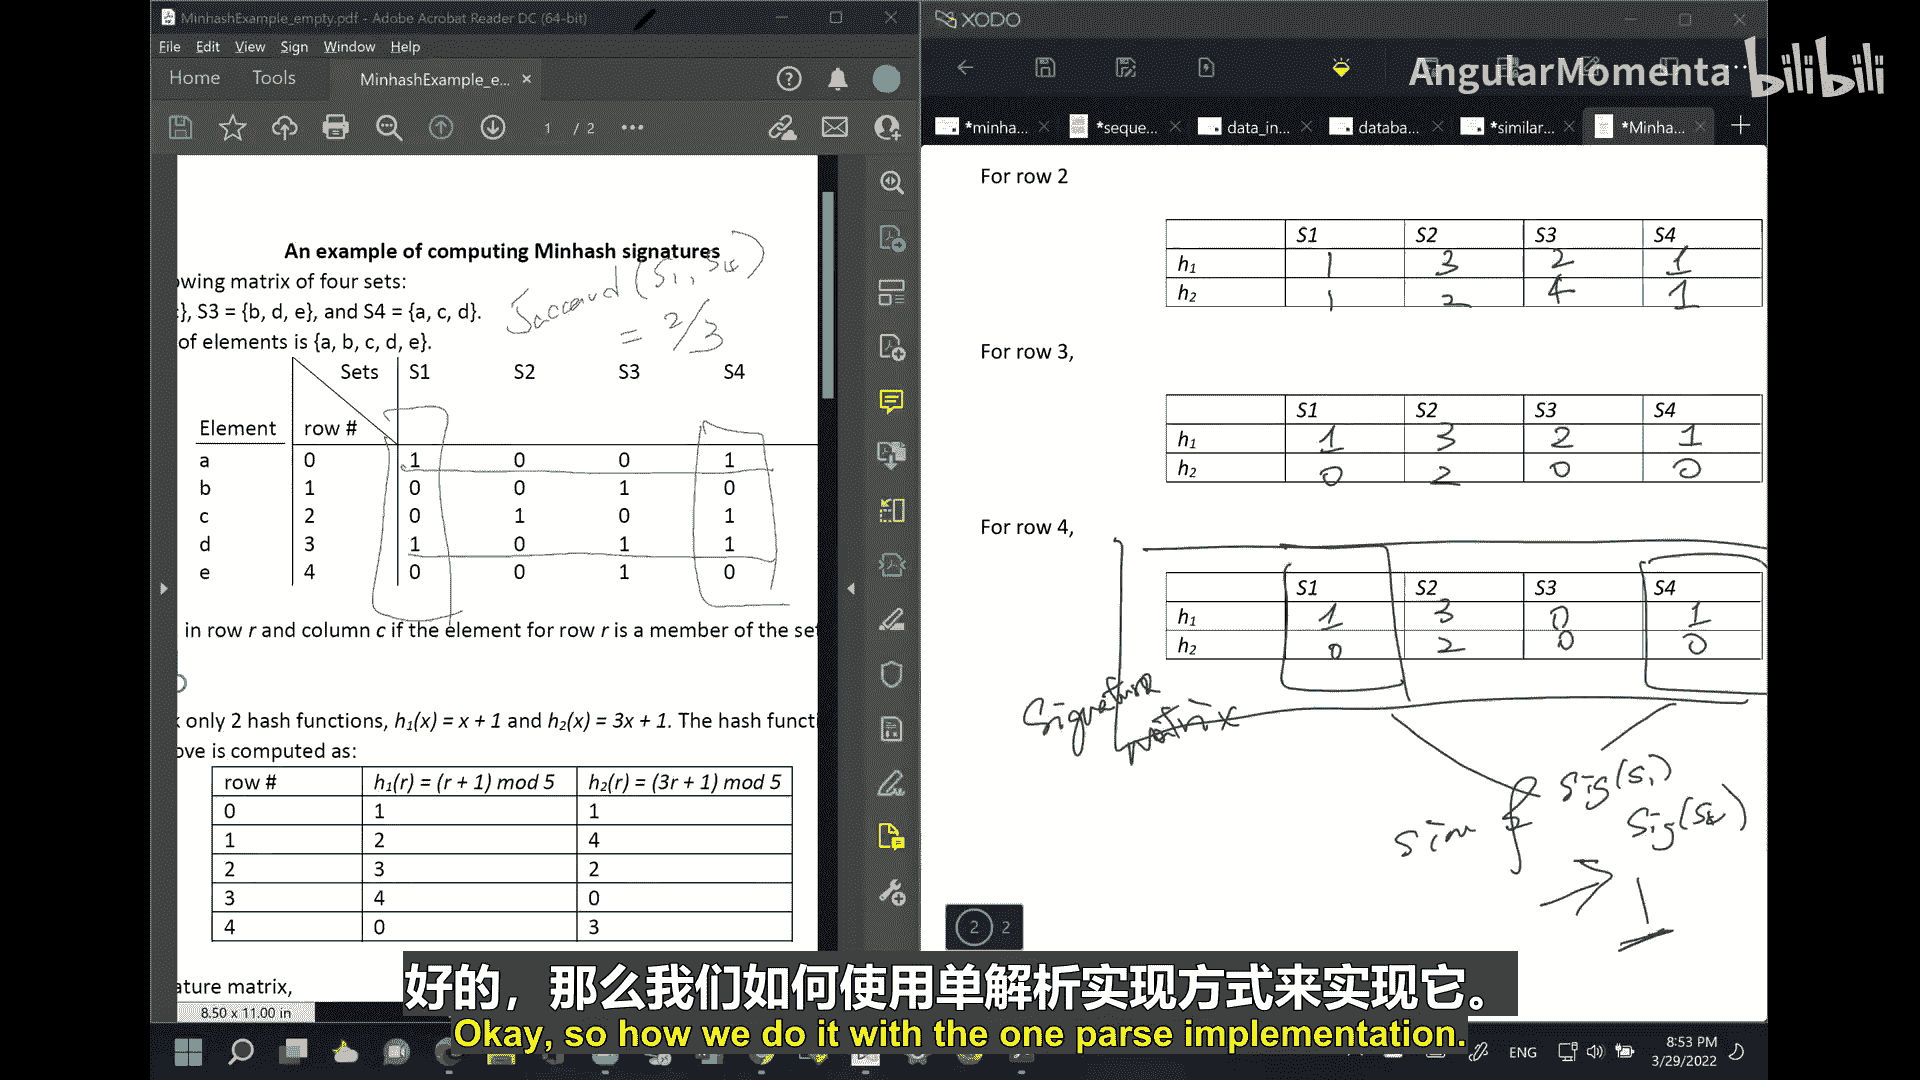 MinhashExample_empty.pdf - Adobe Acrobat Reader DC (64-bit)
File Edit View Sign Window Help
Home Tools MinhashExample_e... ×
1 / 2 •••
An example of computing Minhash signatures
owing matrix of four sets:
}, S3 = {b, d, e}, and S4 = {a, c, d}.
of elements is {a, b, c, d, e}.
Jaccard (S1, S4)
= 2/3
Sets S1 S2 S3 S4
Element row #
a 0 1 0 0 1
b 1 0 0 1 0
c 2 0 1 0 1
d 3 1 0 1 1
e 4 0 0 1 0
in row r and column c if the element for row r is a member of the set
only 2 hash functions, h1(x) = x + 1 and h2(x) = 3x + 1. The hash functi
ove is computed as:
row # h1(r) = (r + 1) mod 5 h2(r) = (3r + 1) mod 5
0 1 1
1 2 4
2 3 2
3 4 0
4 0 3
ature matrix,
8.50 x 11.00 in
XODO
AngularMomenta bilibili
*minha... *seque... data_in... databa... *similar... *Minha...
For row 2
S1 S2 S3 S4
h1 1 3 2 1
h2 1 2 4 1
For row 3,
S1 S2 S3 S4
h1 1 3 2 1
h2 0 2 0 0
For row 4,
S1 S2 S3 S4
h1 1 3 0 1
h2 0 2 0 0
Signature
matrix
sim
sig(S1)
sig(S4)
1
2 2
好的，那么我们如何使用单解析实现方式来实现它。
Okay, so how we do it with the one parse implementation.
ENG
8:53 PM
3/29/2022